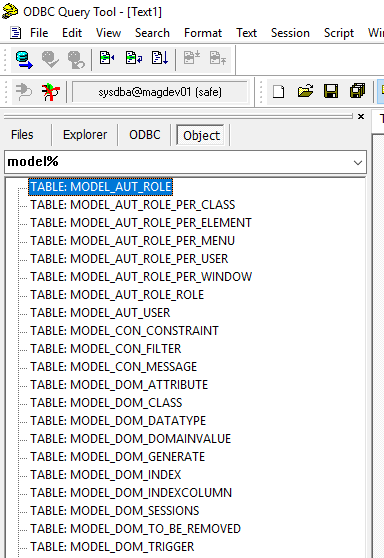 ODBC Query Tool - [Text1]
File Edit View Search Format Text Session Script
sysdba@magdev01 (safe)
Files Explorer ODBC Object
model%
TABLE: MODEL_AUT_ROLE
TABLE: MODEL_AUT_ROLE_PER_CLASS
TABLE: MODEL_AUT_ROLE_PER_ELEMENT
TABLE: MODEL_AUT_ROLE_PER_MENU
TABLE: MODEL_AUT_ROLE_PER_USER
TABLE: MODEL_AUT_ROLE_PER_WINDOW
TABLE: MODEL_AUT_ROLE_ROLE
TABLE: MODEL_AUT_USER
TABLE: MODEL_CON_CONSTRAINT
TABLE: MODEL_CON_FILTER
TABLE: MODEL_CON_MESSAGE
TABLE: MODEL_DOM_ATTRIBUTE
TABLE: MODEL_DOM_CLASS
TABLE: MODEL_DOM_DATATYPE
TABLE: MODEL_DOM_DOMAINVALUE
TABLE: MODEL_DOM_GENERATE
TABLE: MODEL_DOM_INDEX
TABLE: MODEL_DOM_INDEXCOLUMN
TABLE: MODEL_DOM_SESSIONS
TABLE: MODEL_DOM_TO_BE_REMOVED
TABLE: MODEL_DOM_TRIGGER